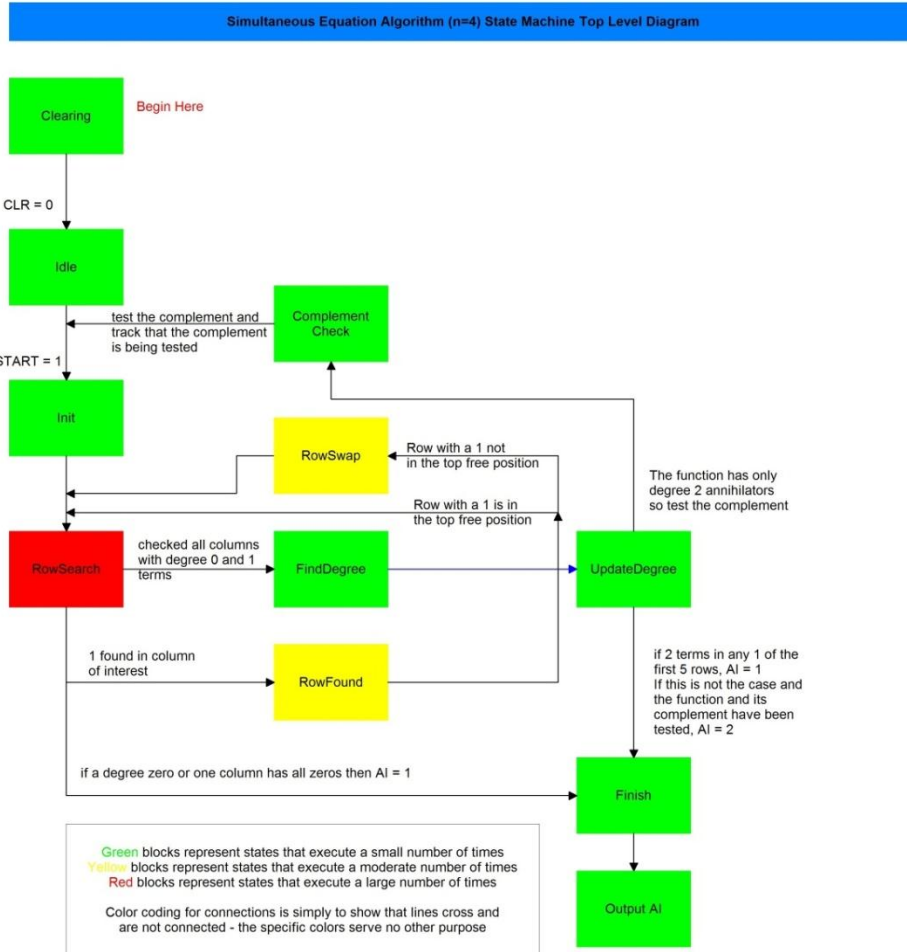 Simultaneous Equation Algorithm (n=4) State Machine Top Level Diagram
Clearing
Begin Here
CLR = 0
Idle
test the complement and
track that the complement
is being tested
Complement
Check
START = 1
Init
RowSwap
Row with a 1 not
in the top free position
Row with a 1 is in
the top free position
The function has only
degree 2 annihilators
so test the complement
RowSearch
checked all columns
with degree 0 and 1
terms
FindDegree
UpdateDegree
1 found in column
of interest
RowFound
if 2 terms in any 1 of the
first 5 rows, AI = 1
If this is not the case and
the function and its
complement have been
tested, AI = 2
if a degree zero or one column has all zeros then AI = 1
Finish
Green blocks represent states that execute a small number of times
Yellow blocks represent states that execute a moderate number of times
Red blocks represent states that execute a large number of times
Color coding for connections is simply to show that lines cross and
are not connected - the specific colors serve no other purpose
Output AI